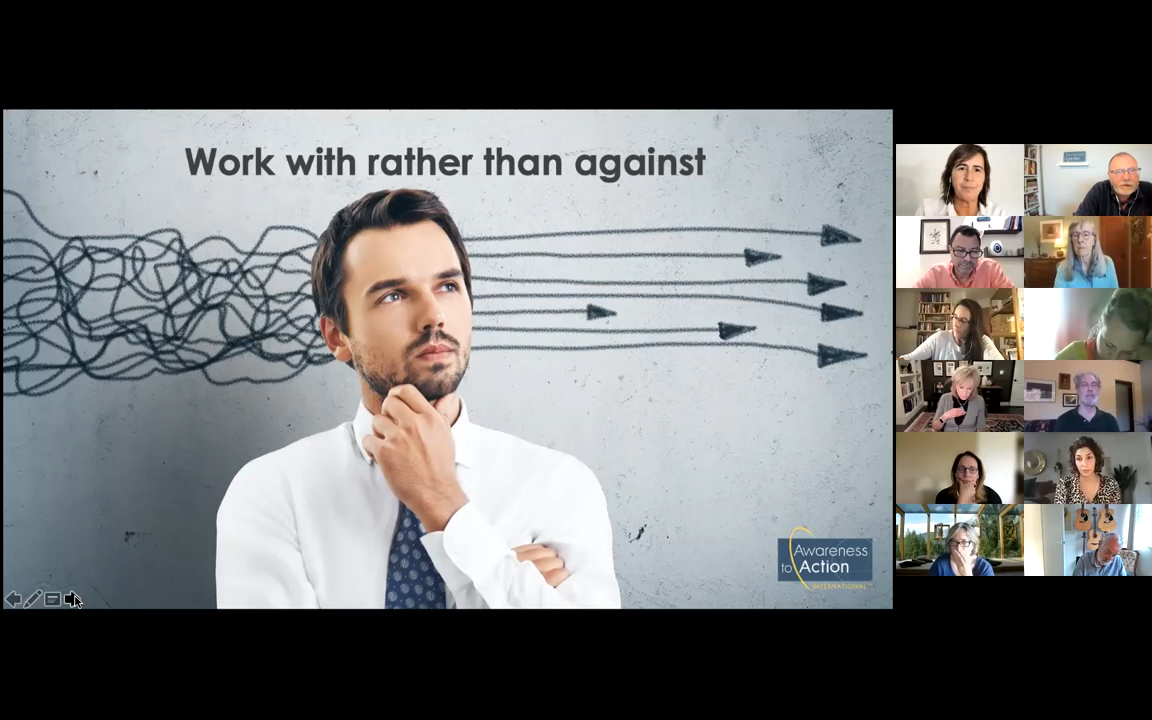 Work with rather than against
Awareness
to Action
INTERNATIONAL